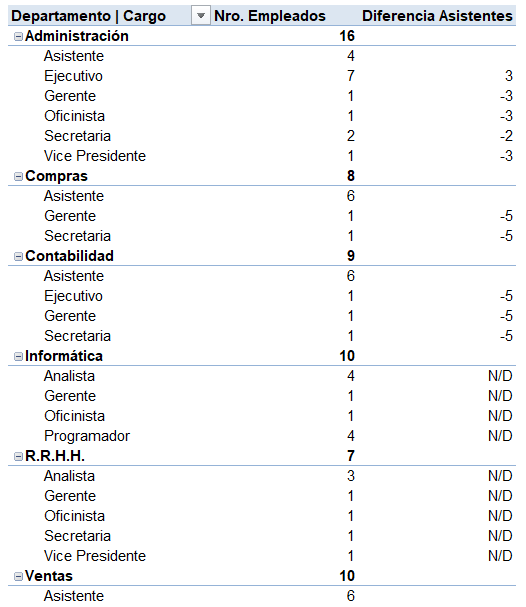 Departamento | Cargo Nro. Empleados Diferencia Asistentes
Administración 16
Asistente 4
Ejecutivo 7 3
Gerente 1 -3
Oficinista 1 -3
Secretaria 2 -2
Vice Presidente 1 -3
Compras 8
Asistente 6
Gerente 1 -5
Secretaria 1 -5
Contabilidad 9
Asistente 6
Ejecutivo 1 -5
Gerente 1 -5
Secretaria 1 -5
Informática 10
Analista 4 N/D
Gerente 1 N/D
Oficinista 1 N/D
Programador 4 N/D
R.R.H.H. 7
Analista 3 N/D
Gerente 1 N/D
Oficinista 1 N/D
Secretaria 1 N/D
Vice Presidente 1 N/D
Ventas 10
Asistente 6